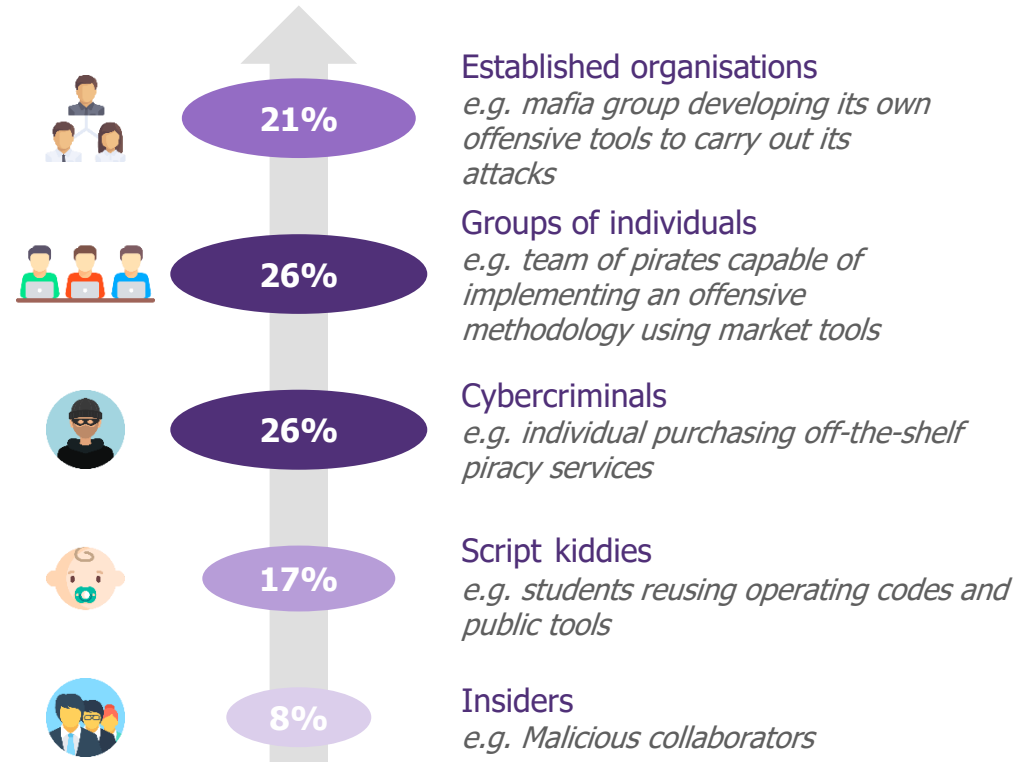 21%
Established organisations
e.g. mafia group developing its own
offensive tools to carry out its
attacks
26%
Groups of individuals
e.g. team of pirates capable of
implementing an offensive
methodology using market tools
26%
Cybercriminals
e.g. individual purchasing off-the-shelf
piracy services
17%
Script kiddies
e.g. students reusing operating codes and
public tools
8%
Insiders
e.g. Malicious collaborators